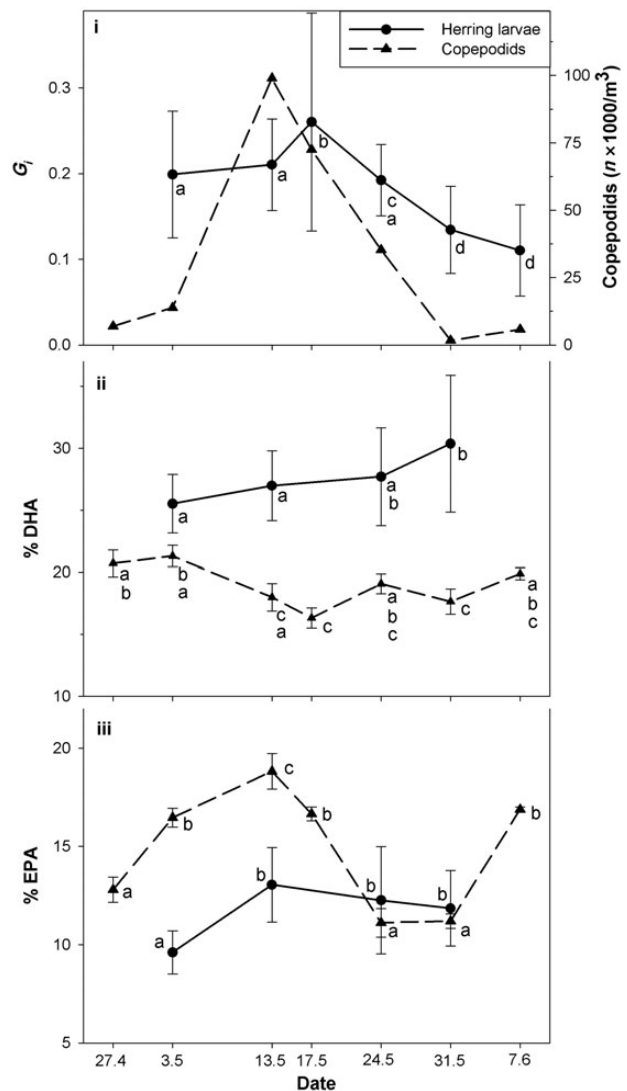 i
Herring larvae
Copepodids
0.3
0.2
0.1
0.0
Gi
100
75
50
25
0
Copepodids (n ×1000/m³)
a
a
b
c
a
d
d
ii
30
20
10
% DHA
a
a
a
b
b
a
b
b
a
c
a
c
a
b
c
c
a
b
c
iii
20
15
10
5
% EPA
a
b
c
b
a
a
b
a
b
b
b
27.4
3.5
13.5
17.5
24.5
31.5
7.6
Date